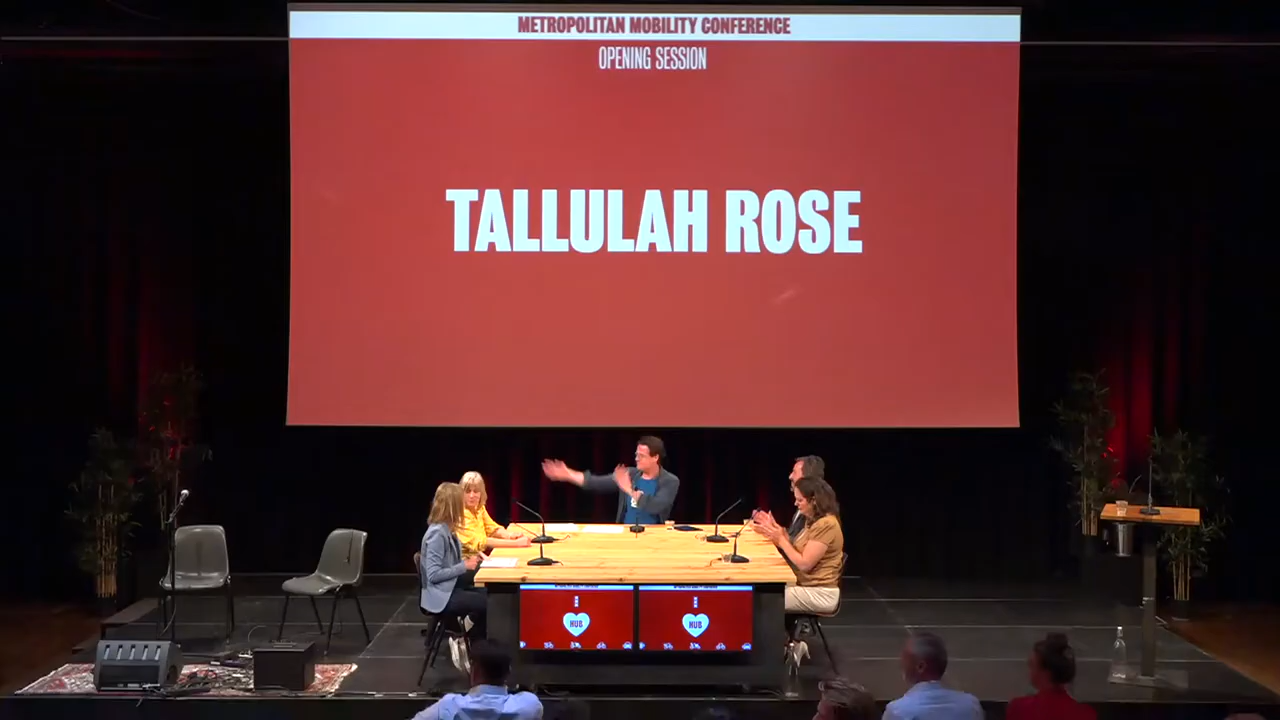 METROPOLITAN MOBILITY CONFERENCE
OPENING SESSION
TALLULAH ROSE
HUB
HUB